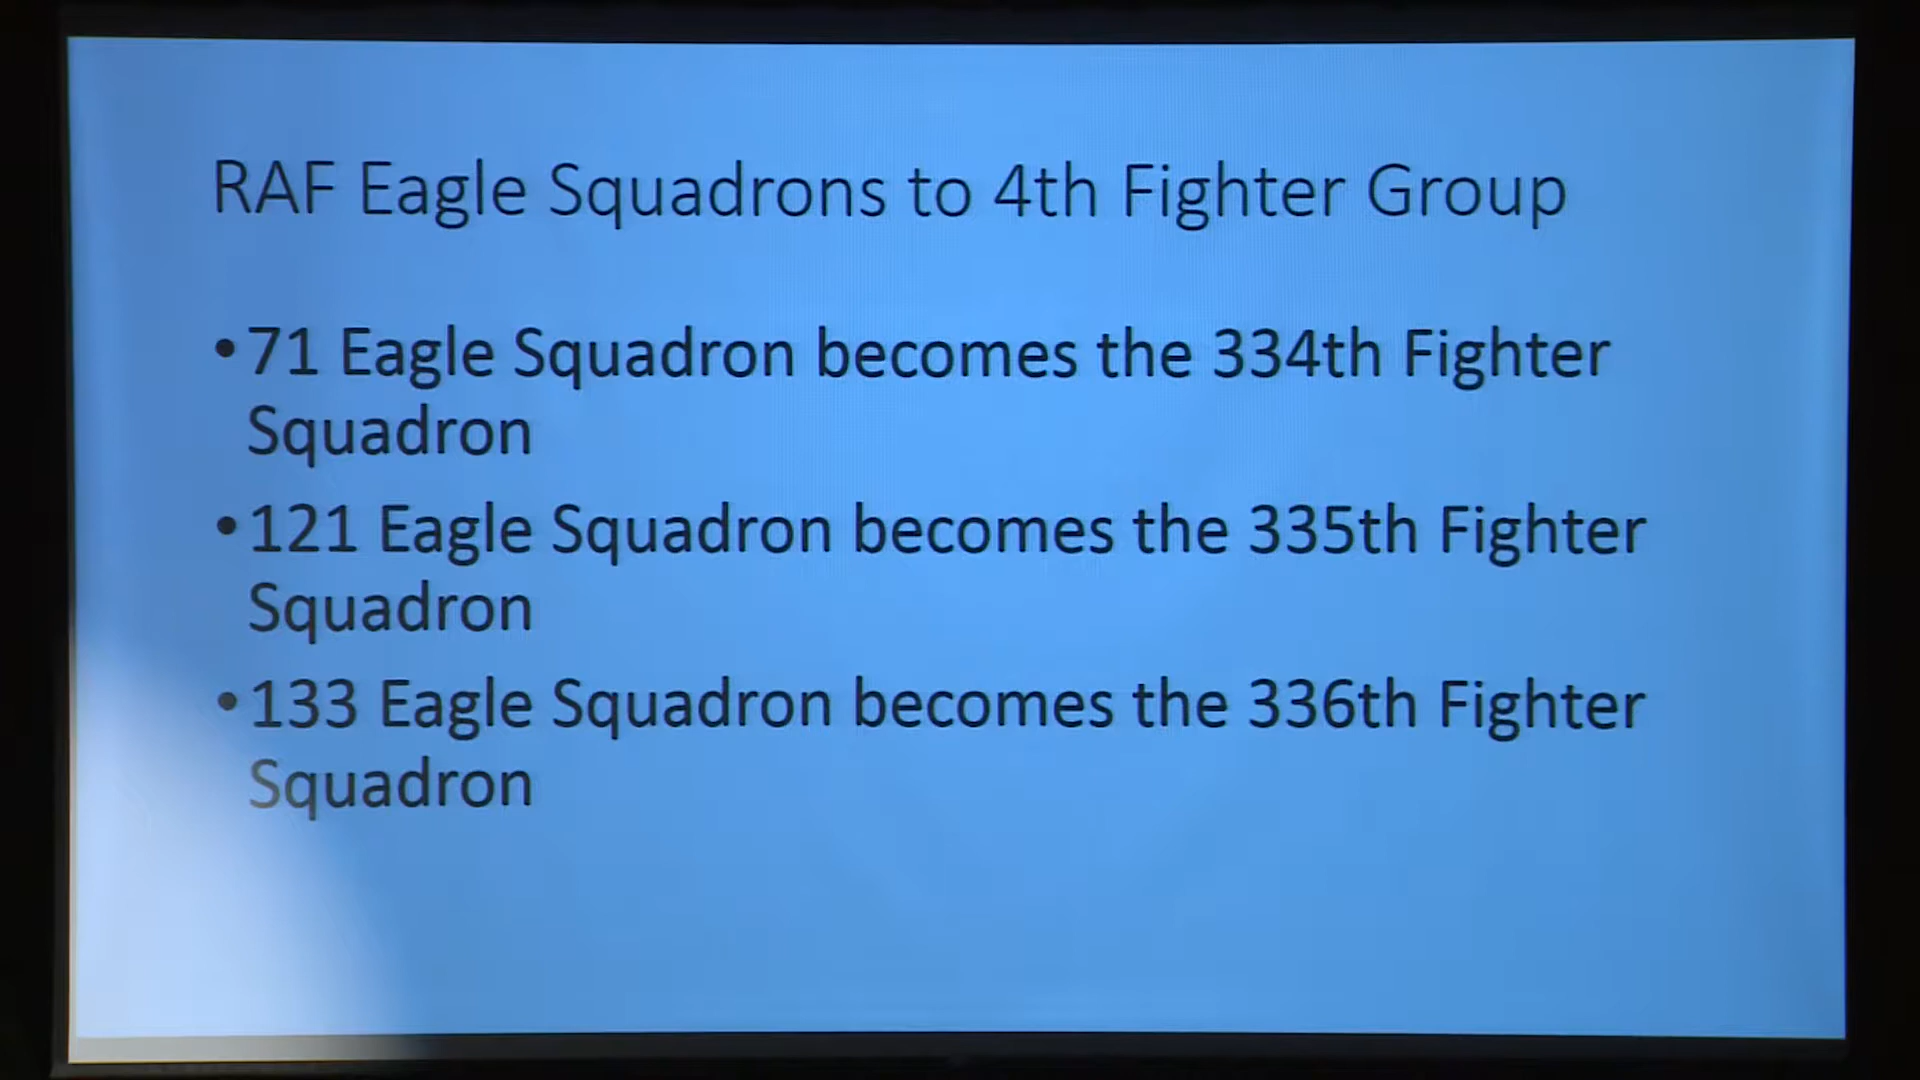 RAF Eagle Squadrons to 4th Fighter Group
•71 Eagle Squadron becomes the 334th Fighter
Squadron
•121 Eagle Squadron becomes the 335th Fighter
Squadron
•133 Eagle Squadron becomes the 336th Fighter
Squadron